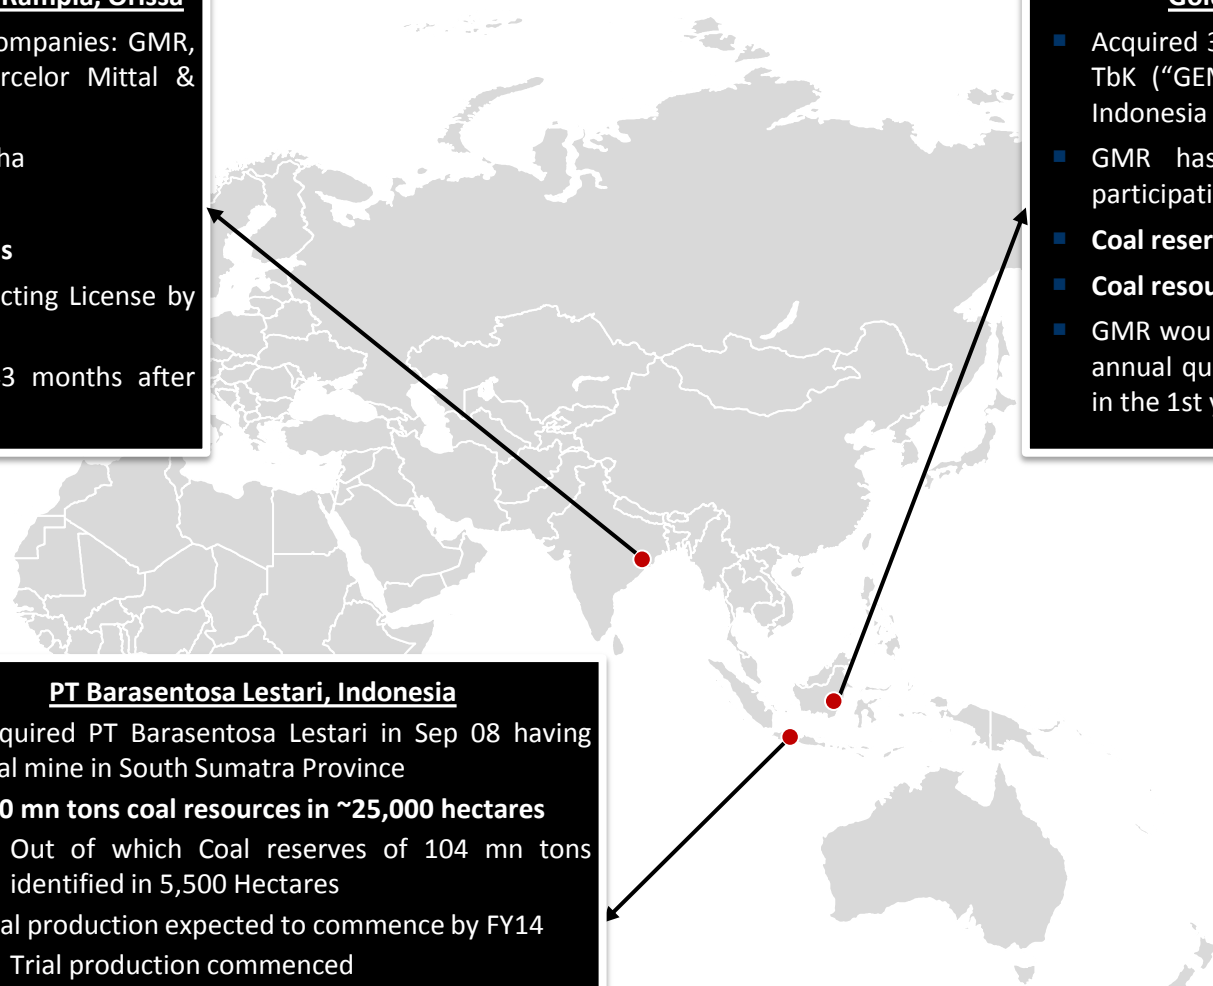 Rampia, Orissa
ompanies: GMR,
rcelor Mittal &
ha
s
cting License by
3 months after
Gol
Acquired 3
TbK (“GEM
Indonesia
GMR has
participati
Coal reser
Coal resou
GMR wou
annual qu
in the 1st
PT Barasentosa Lestari, Indonesia
quired PT Barasentosa Lestari in Sep 08 having
al mine in South Sumatra Province
0 mn tons coal resources in ~25,000 hectares
Out of which Coal reserves of 104 mn tons
identified in 5,500 Hectares
al production expected to commence by FY14
Trial production commenced